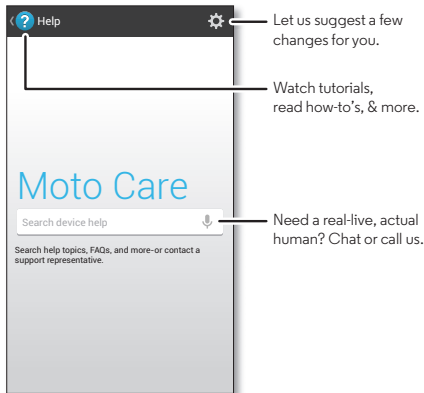 ? Help
Let us suggest a few
changes for you.
Watch tutorials,
read how-to's, & more.
Moto Care
Search device help
Need a real-live, actual
human? Chat or call us.
Search help topics, FAQs, and more-or contact a
support representative.